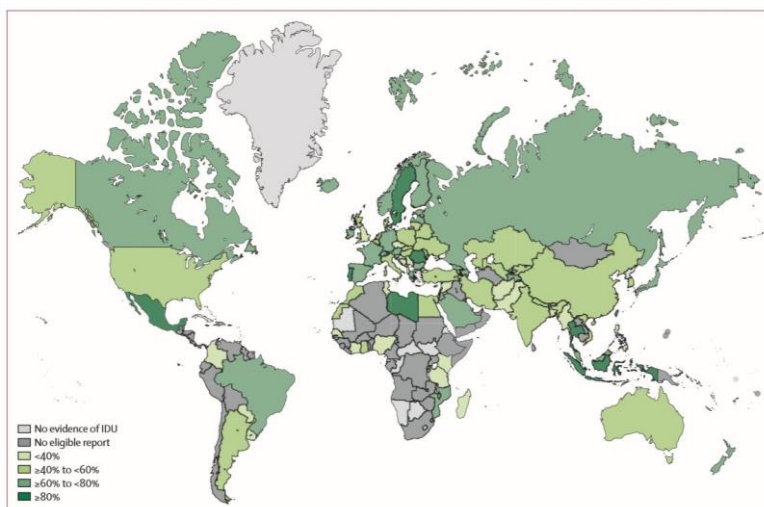 No evidence of IDU
No eligible report
<40%
≥40% to <60%
≥60% to <80%
≥80%